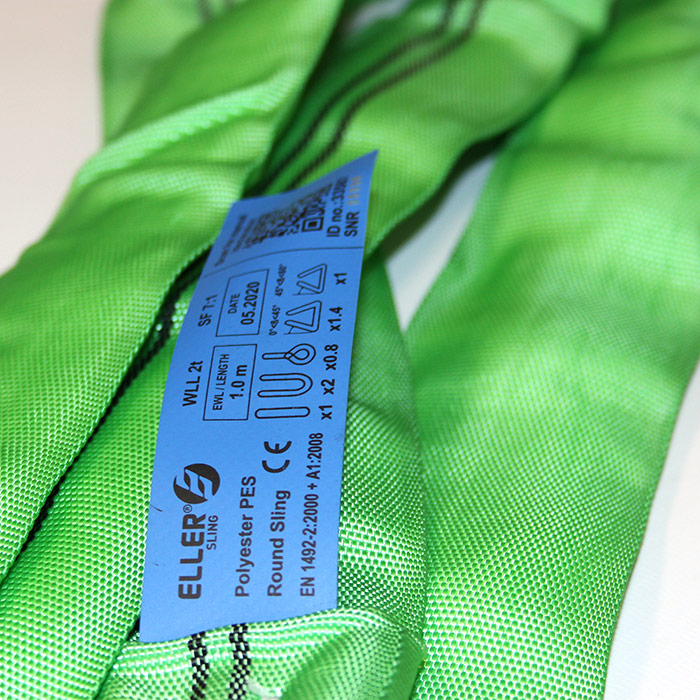 ELLER®
SLING
Polyester PES
Round Sling CE
EN 1492-2:2000 + A1:2008
WLL 2t
SF 7:1
EWL / LENGTH
1.0 m
DATE
05.2020
0°<ß<45° 45°<ß<60°
x1 x2 x0.8 x1.4 x1
ID no.:
SNR